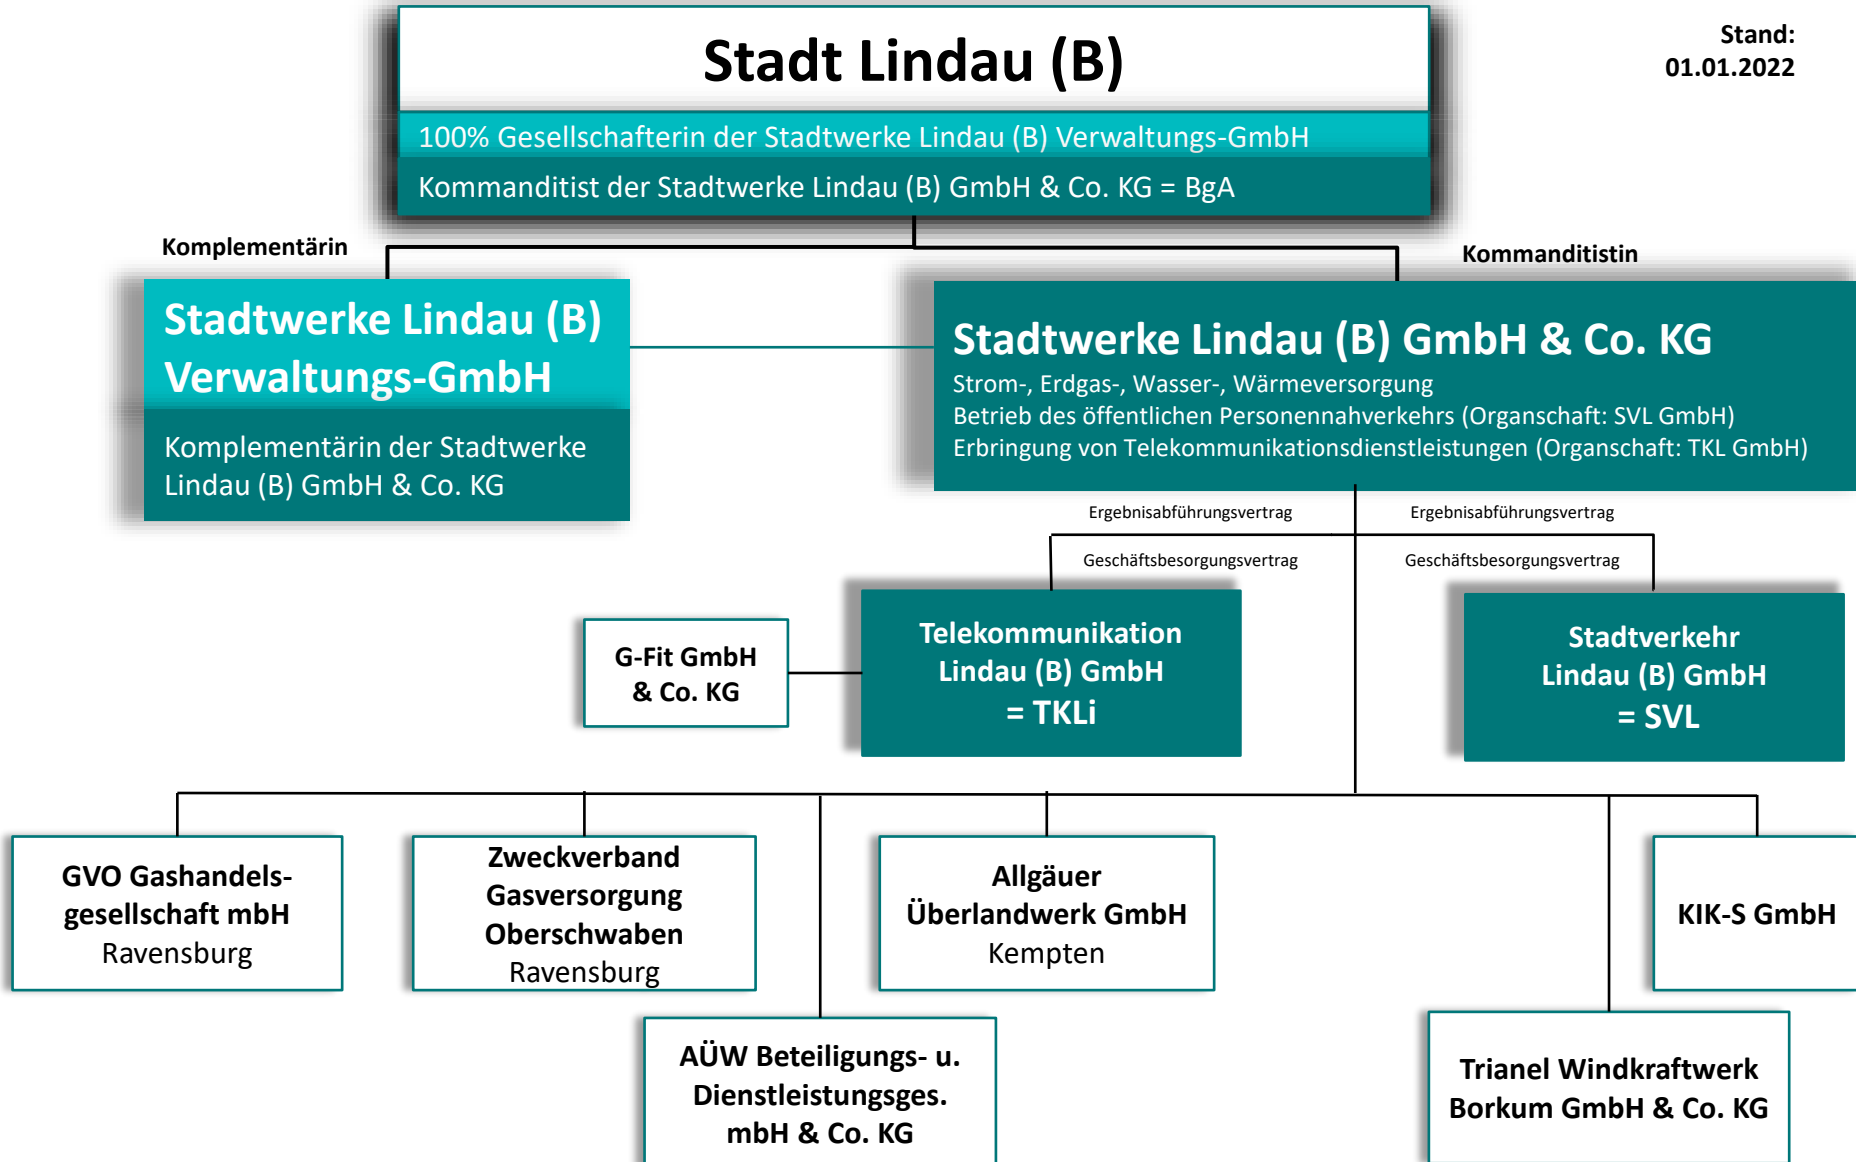 Stadt Lindau (B)
Stand:
01.01.2022
100% Gesellschafterin der Stadtwerke Lindau (B) Verwaltungs-GmbH
Kommanditist der Stadtwerke Lindau (B) GmbH & Co. KG = BgA
Komplementärin
Kommanditistin
Stadtwerke Lindau (B)
Verwaltungs-GmbH
Komplementärin der Stadtwerke
Lindau (B) GmbH & Co. KG
Stadtwerke Lindau (B) GmbH & Co. KG
Strom-, Erdgas-, Wasser-, Wärmeversorgung
Betrieb des öffentlichen Personennahverkehrs (Organschaft: SVL GmbH)
Erbringung von Telekommunikationsdienstleistungen (Organschaft: TKL GmbH)
Ergebnisabführungsvertrag
Ergebnisabführungsvertrag
Geschäftsbesorgungsvertrag
Geschäftsbesorgungsvertrag
G-Fit GmbH
& Co. KG
Telekommunikation
Lindau (B) GmbH
= TKLi
Stadtverkehr
Lindau (B) GmbH
= SVL
GVO Gashandels-
gesellschaft mbH
Ravensburg
Zweckverband
Gasversorgung
Oberschwaben
Ravensburg
Allgäuer
Überlandwerk GmbH
Kempten
KIK-S GmbH
AÜW Beteiligungs- u.
Dienstleistungsges.
mbH & Co. KG
Trianel Windkraftwerk
Borkum GmbH & Co. KG